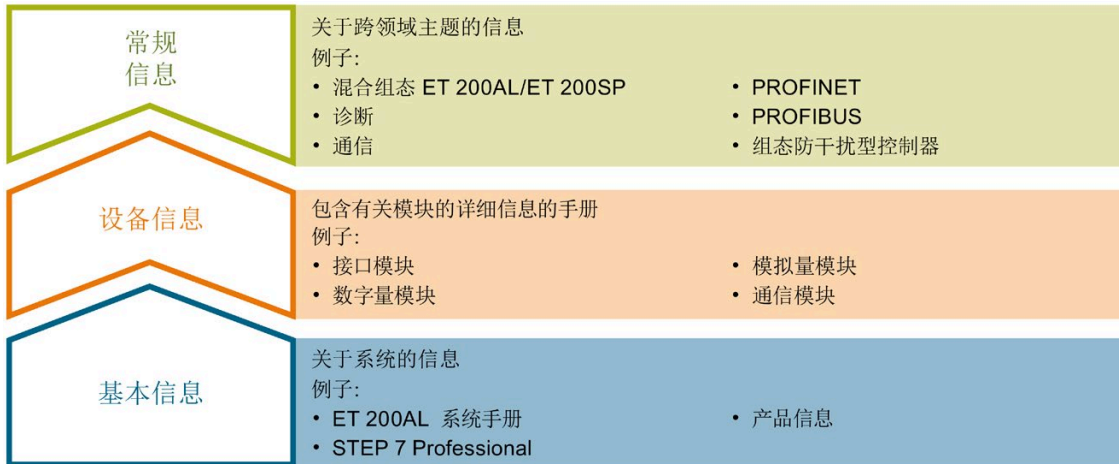 常规
信息
关于跨领域主题的信息
例子：
• 混合组态 ET 200AL/ET 200SP
• 诊断
• 通信
• PROFINET
• PROFIBUS
• 组态防干扰型控制器
设备信息
包含有关模块的详细信息的手册
例子：
• 接口模块
• 数字量模块
• 模拟量模块
• 通信模块
基本信息
关于系统的信息
例子：
• ET 200AL 系统手册
• STEP 7 Professional
• 产品信息